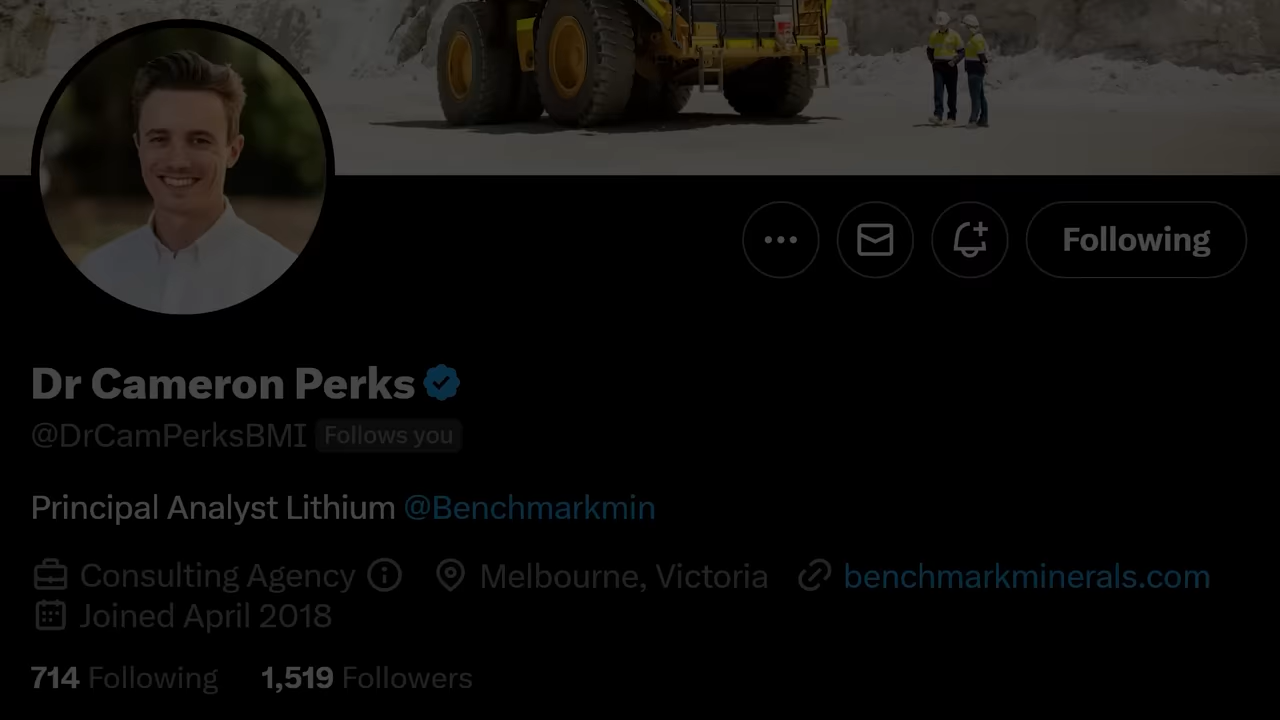 Following
Dr Cameron Perks
@DrCamPerksBMI Follows you
Principal Analyst Lithium @Benchmarkmin
Consulting Agency Melbourne, Victoria benchmarkminerals.com
Joined April 2018
714 Following 1,519 Followers